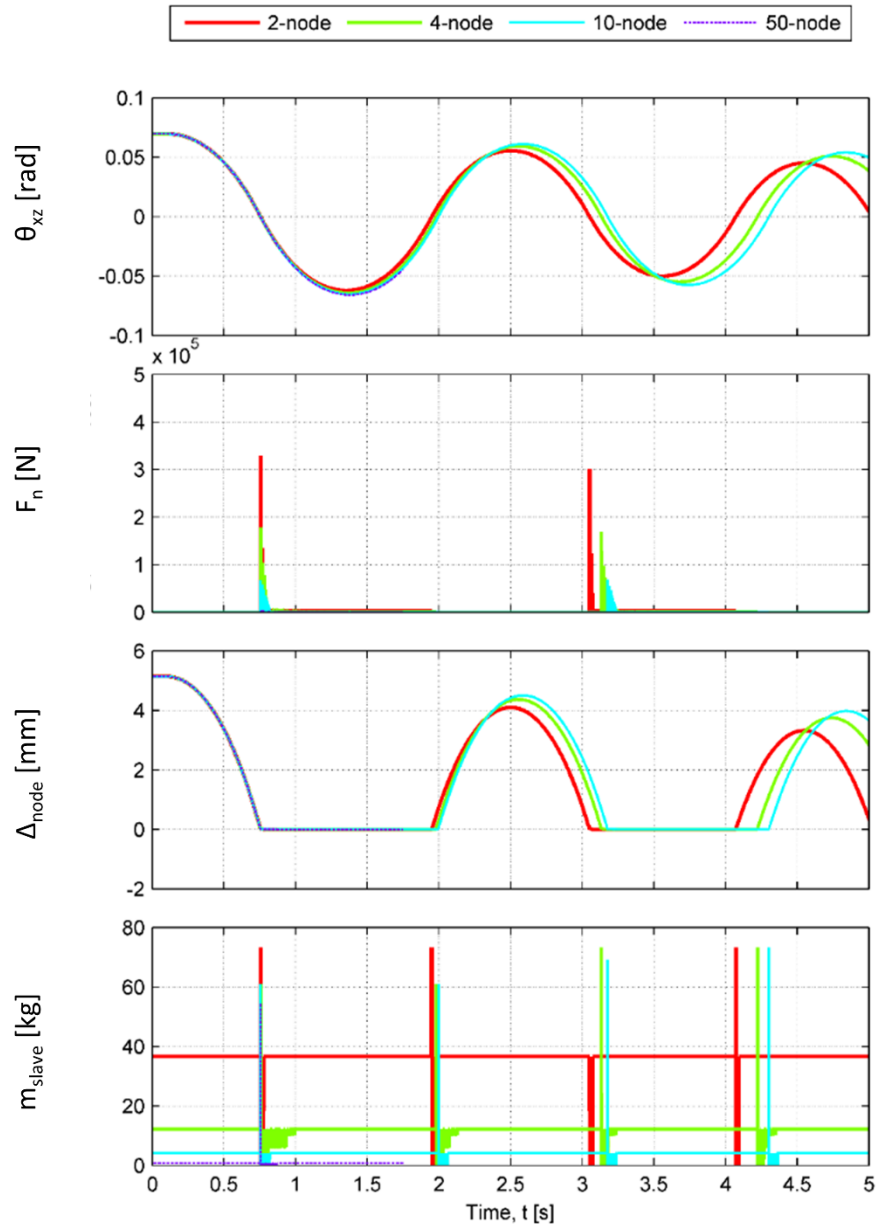 2-node 4-node 10-node 50-node
0.1
0.05
0
-0.05
-0.1
θxz [rad]
x 10^5
5
4
3
2
1
0
Fn [N]
6
4
2
0
-2
Δnode [mm]
80
60
40
20
0
mslave [kg]
0 0.5 1 1.5 2 2.5 3 3.5 4 4.5 5
Time, t [s]